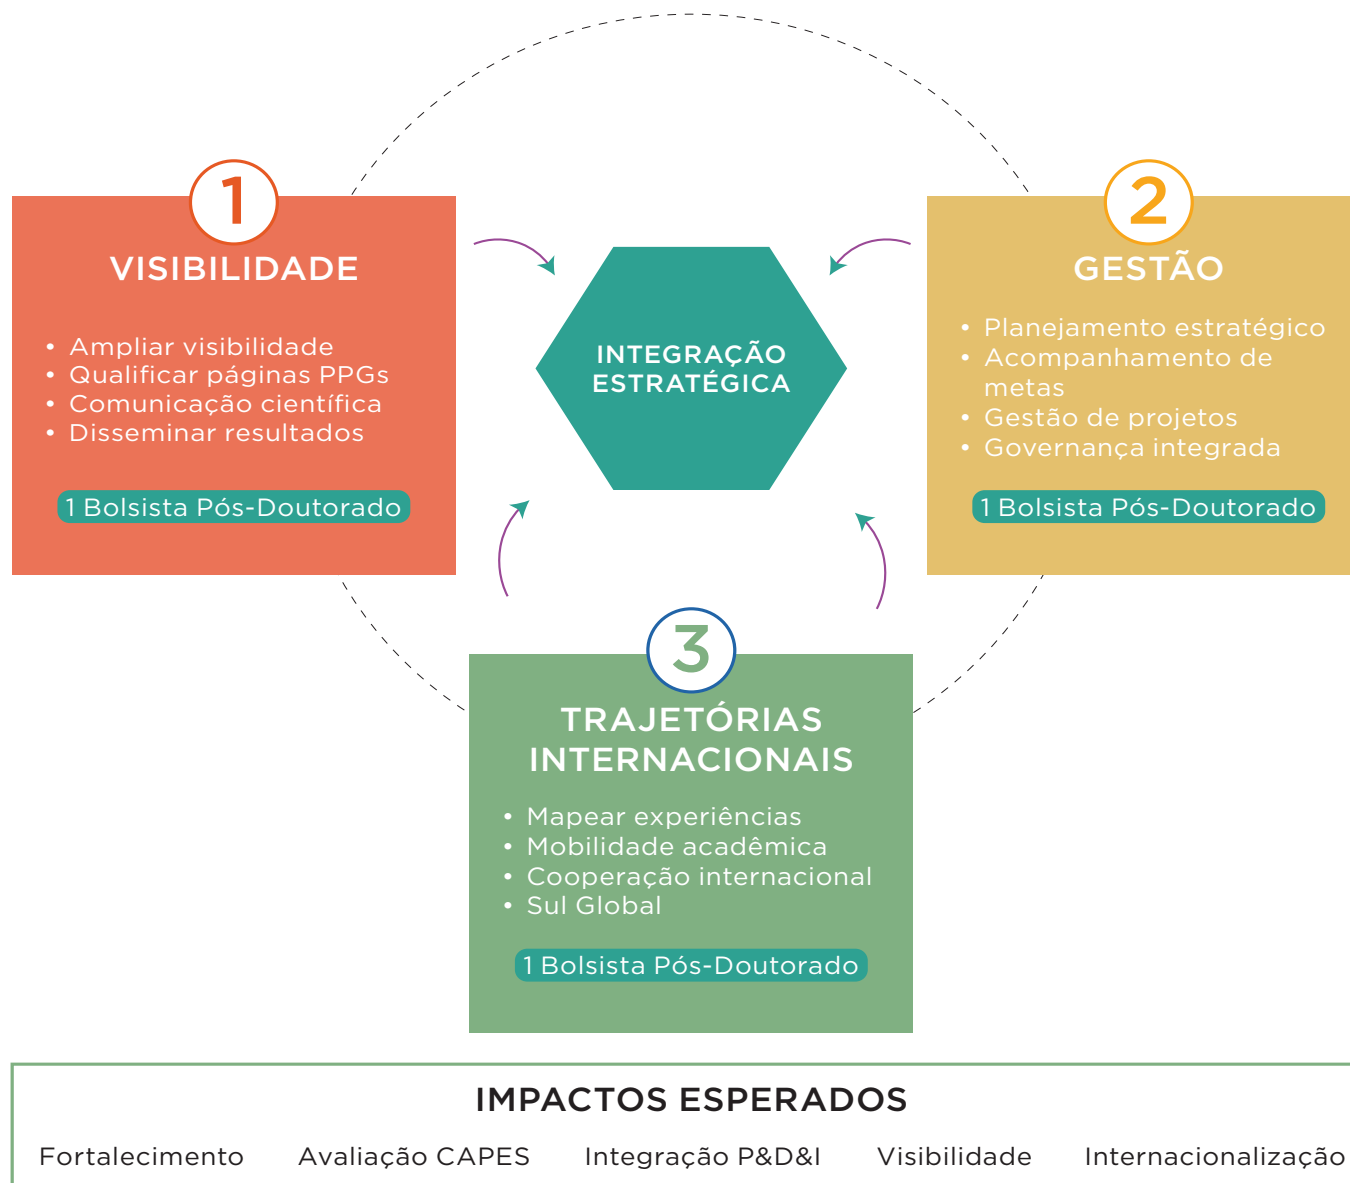 1
VISIBILIDADE
• Ampliar visibilidade
• Qualificar páginas PPGs
• Comunicação científica
• Disseminar resultados
1 Bolsista Pós-Doutorado
INTEGRAÇÃO
ESTRATÉGICA
2
GESTÃO
• Planejamento estratégico
• Acompanhamento de
metas
• Gestão de projetos
• Governança integrada
1 Bolsista Pós-Doutorado
3
TRAJETÓRIAS
INTERNACIONAIS
• Mapear experiências
• Mobilidade acadêmica
• Cooperação internacional
• Sul Global
1 Bolsista Pós-Doutorado
IMPACTOS ESPERADOS
Fortalecimento Avaliação CAPES Integração P&D&I Visibilidade Internacionalização